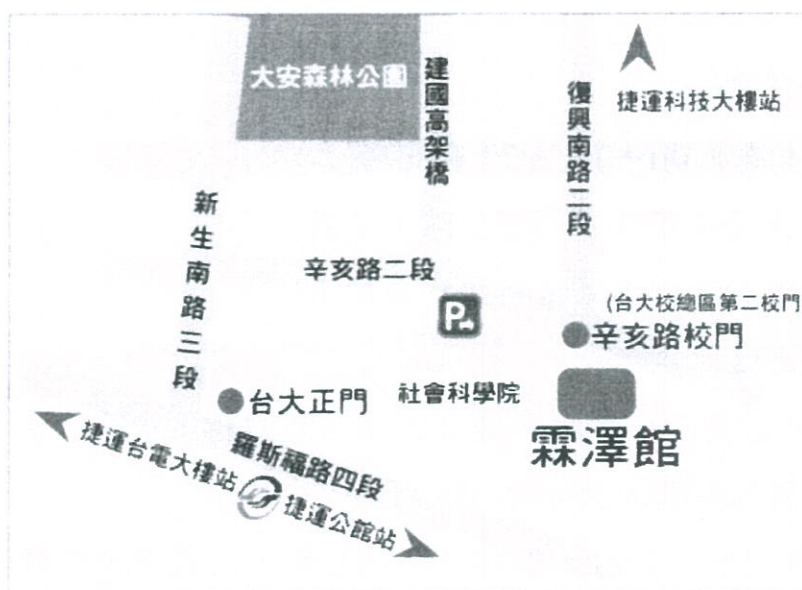 大安森林公園
建國高架橋
復興南路二段
捷運科技大樓站
新生南路三段
辛亥路二段
P
(台大校總區第二校門
辛亥路校門
台大正門
社會科學院
霖澤館
羅斯福路四段
捷運台電大樓站
捷運公館站